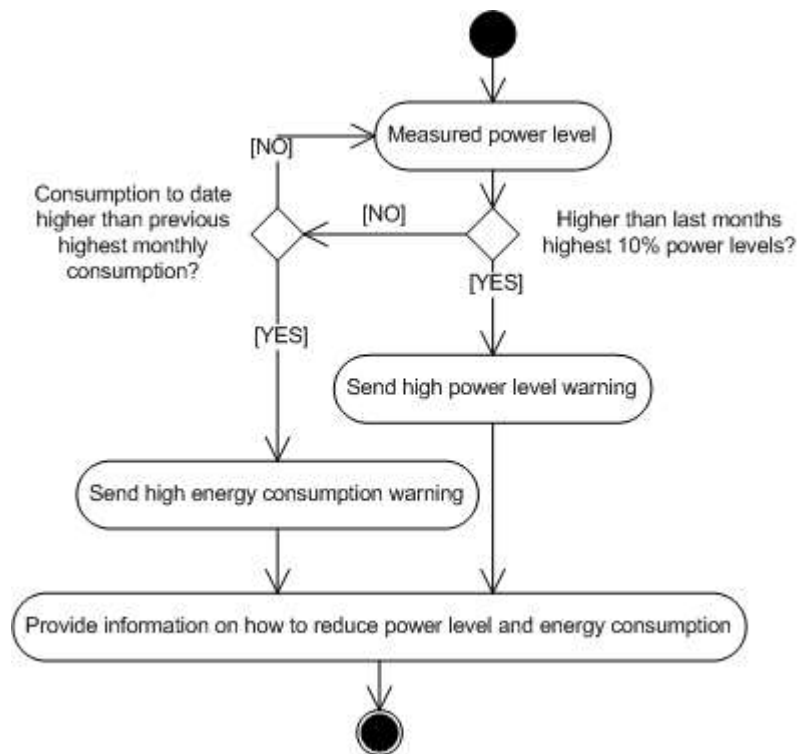 Measured power level
[NO]
Consumption to date
higher than previous
highest monthly
consumption?
[NO]
Higher than last months
highest 10% power levels?
[YES]
[YES]
Send high power level warning
Send high energy consumption warning
Provide information on how to reduce power level and energy consumption